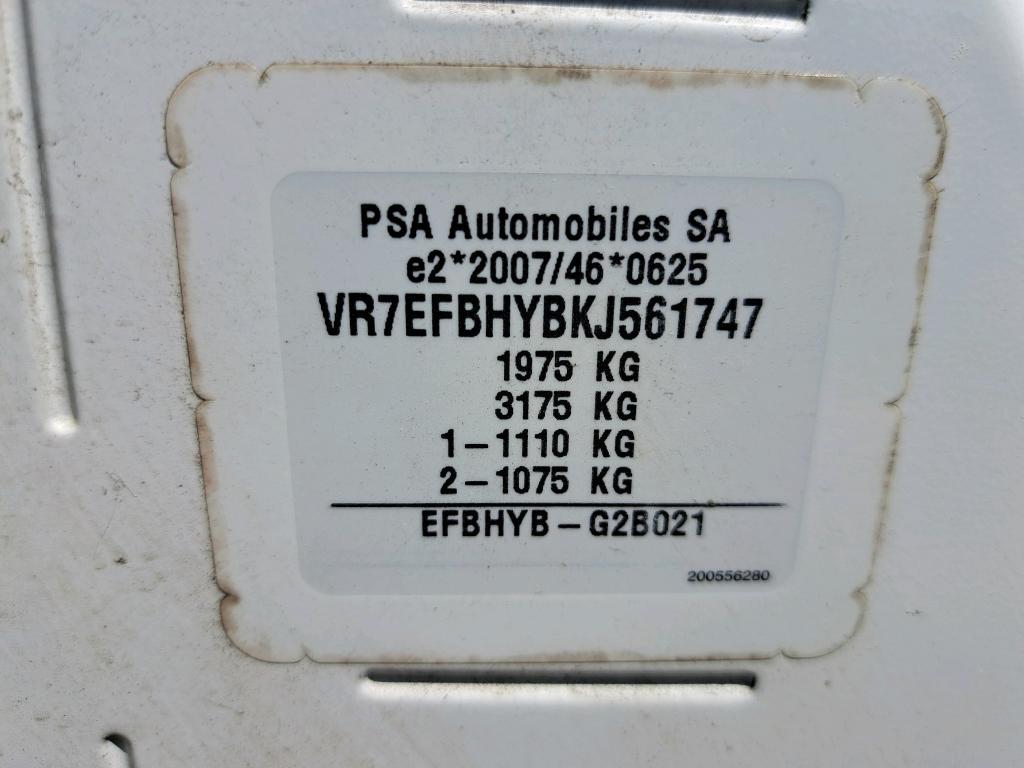 PSA Automobiles SA
e2*2007/46*0625
VR7EFBHYBKJ561747
1975 KG
3175 KG
1-1110 KG
2-1075 KG
EFBHYB-G2B021
200556280